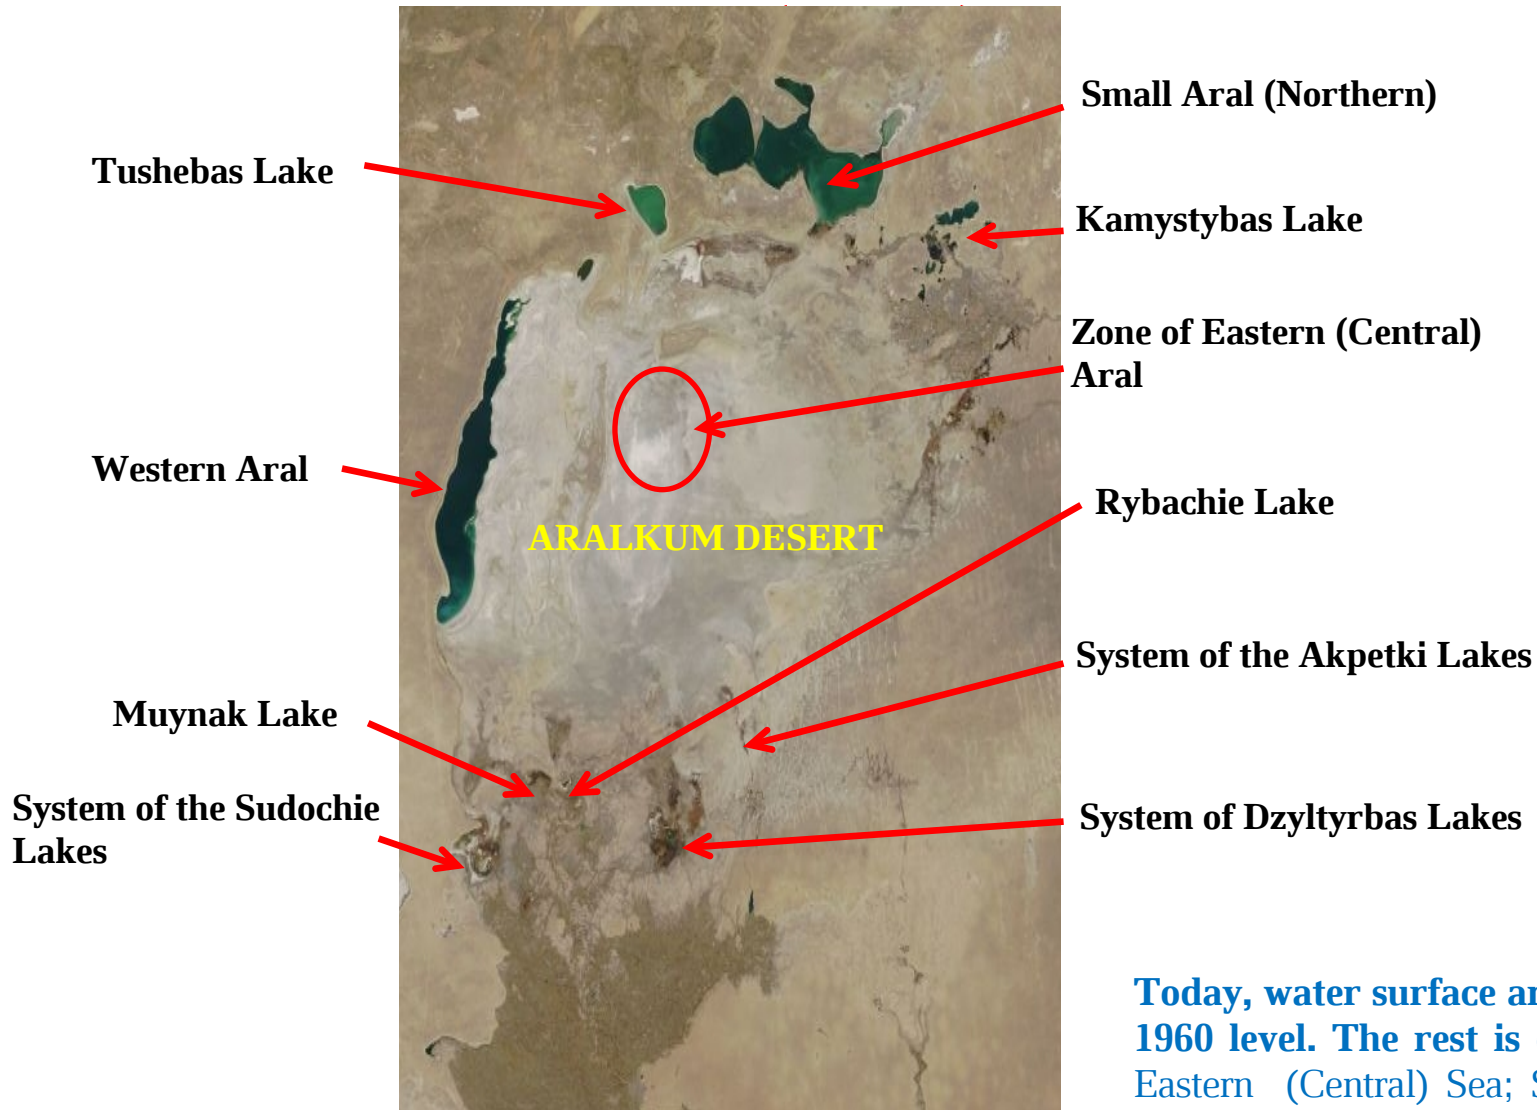 Small Aral (Northern)
Tushebas Lake
Kamystybas Lake
Zone of Eastern (Central)
Aral
Western Aral
Rybachie Lake
ARALKUM DESERT
System of the Akpetki Lakes
Muynak Lake
System of the Sudochie
Lakes
System of Dzyltyrbas Lakes
Today, water surface
1960 level. The rest is
Eastern (Central) Sea;